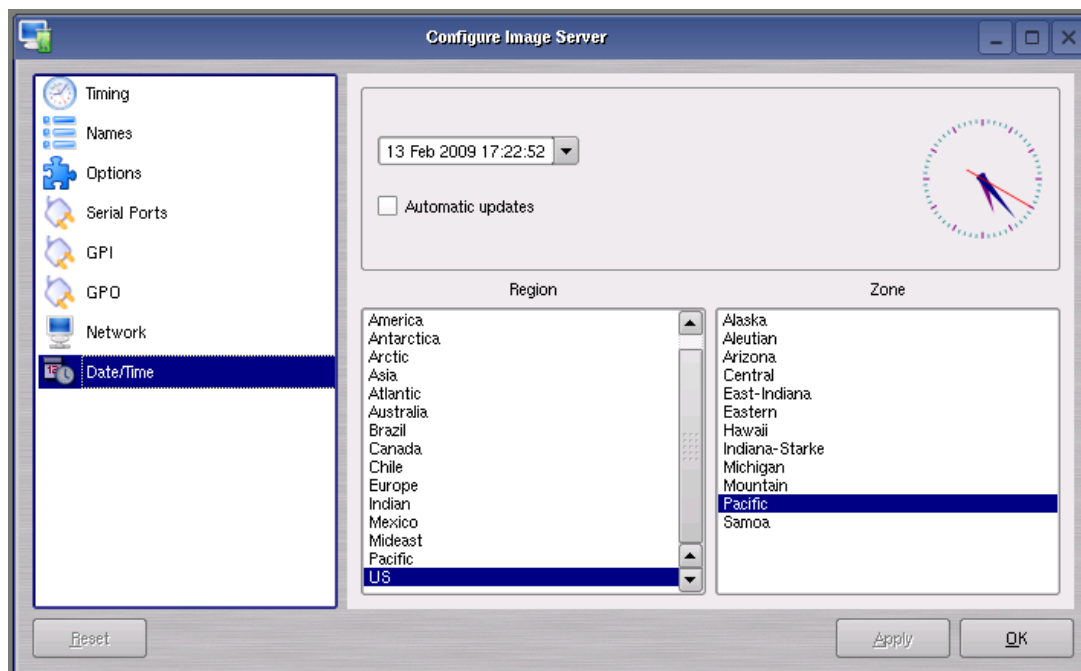 Configure Image Server
Timing
Names
Options
Serial Ports
GPI
GPO
Network
Date/Time
13 Feb 2009 17:22:52
Automatic updates
Region
America
Antarctica
Arctic
Asia
Atlantic
Australia
Brazil
Canada
Chile
Europe
Indian
Mexico
Mideast
Pacific
US
Zone
Alaska
Aleutian
Arizona
Central
East-Indiana
Eastern
Hawaii
Indiana-Starke
Michigan
Mountain
Pacific
Samoa
Reset
Apply
OK